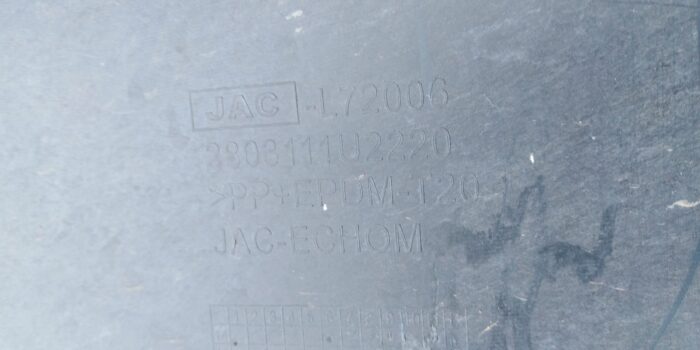 JAC -L72006
2803111U2220
>PP+EPDM-T20<
JAC-ECHOM